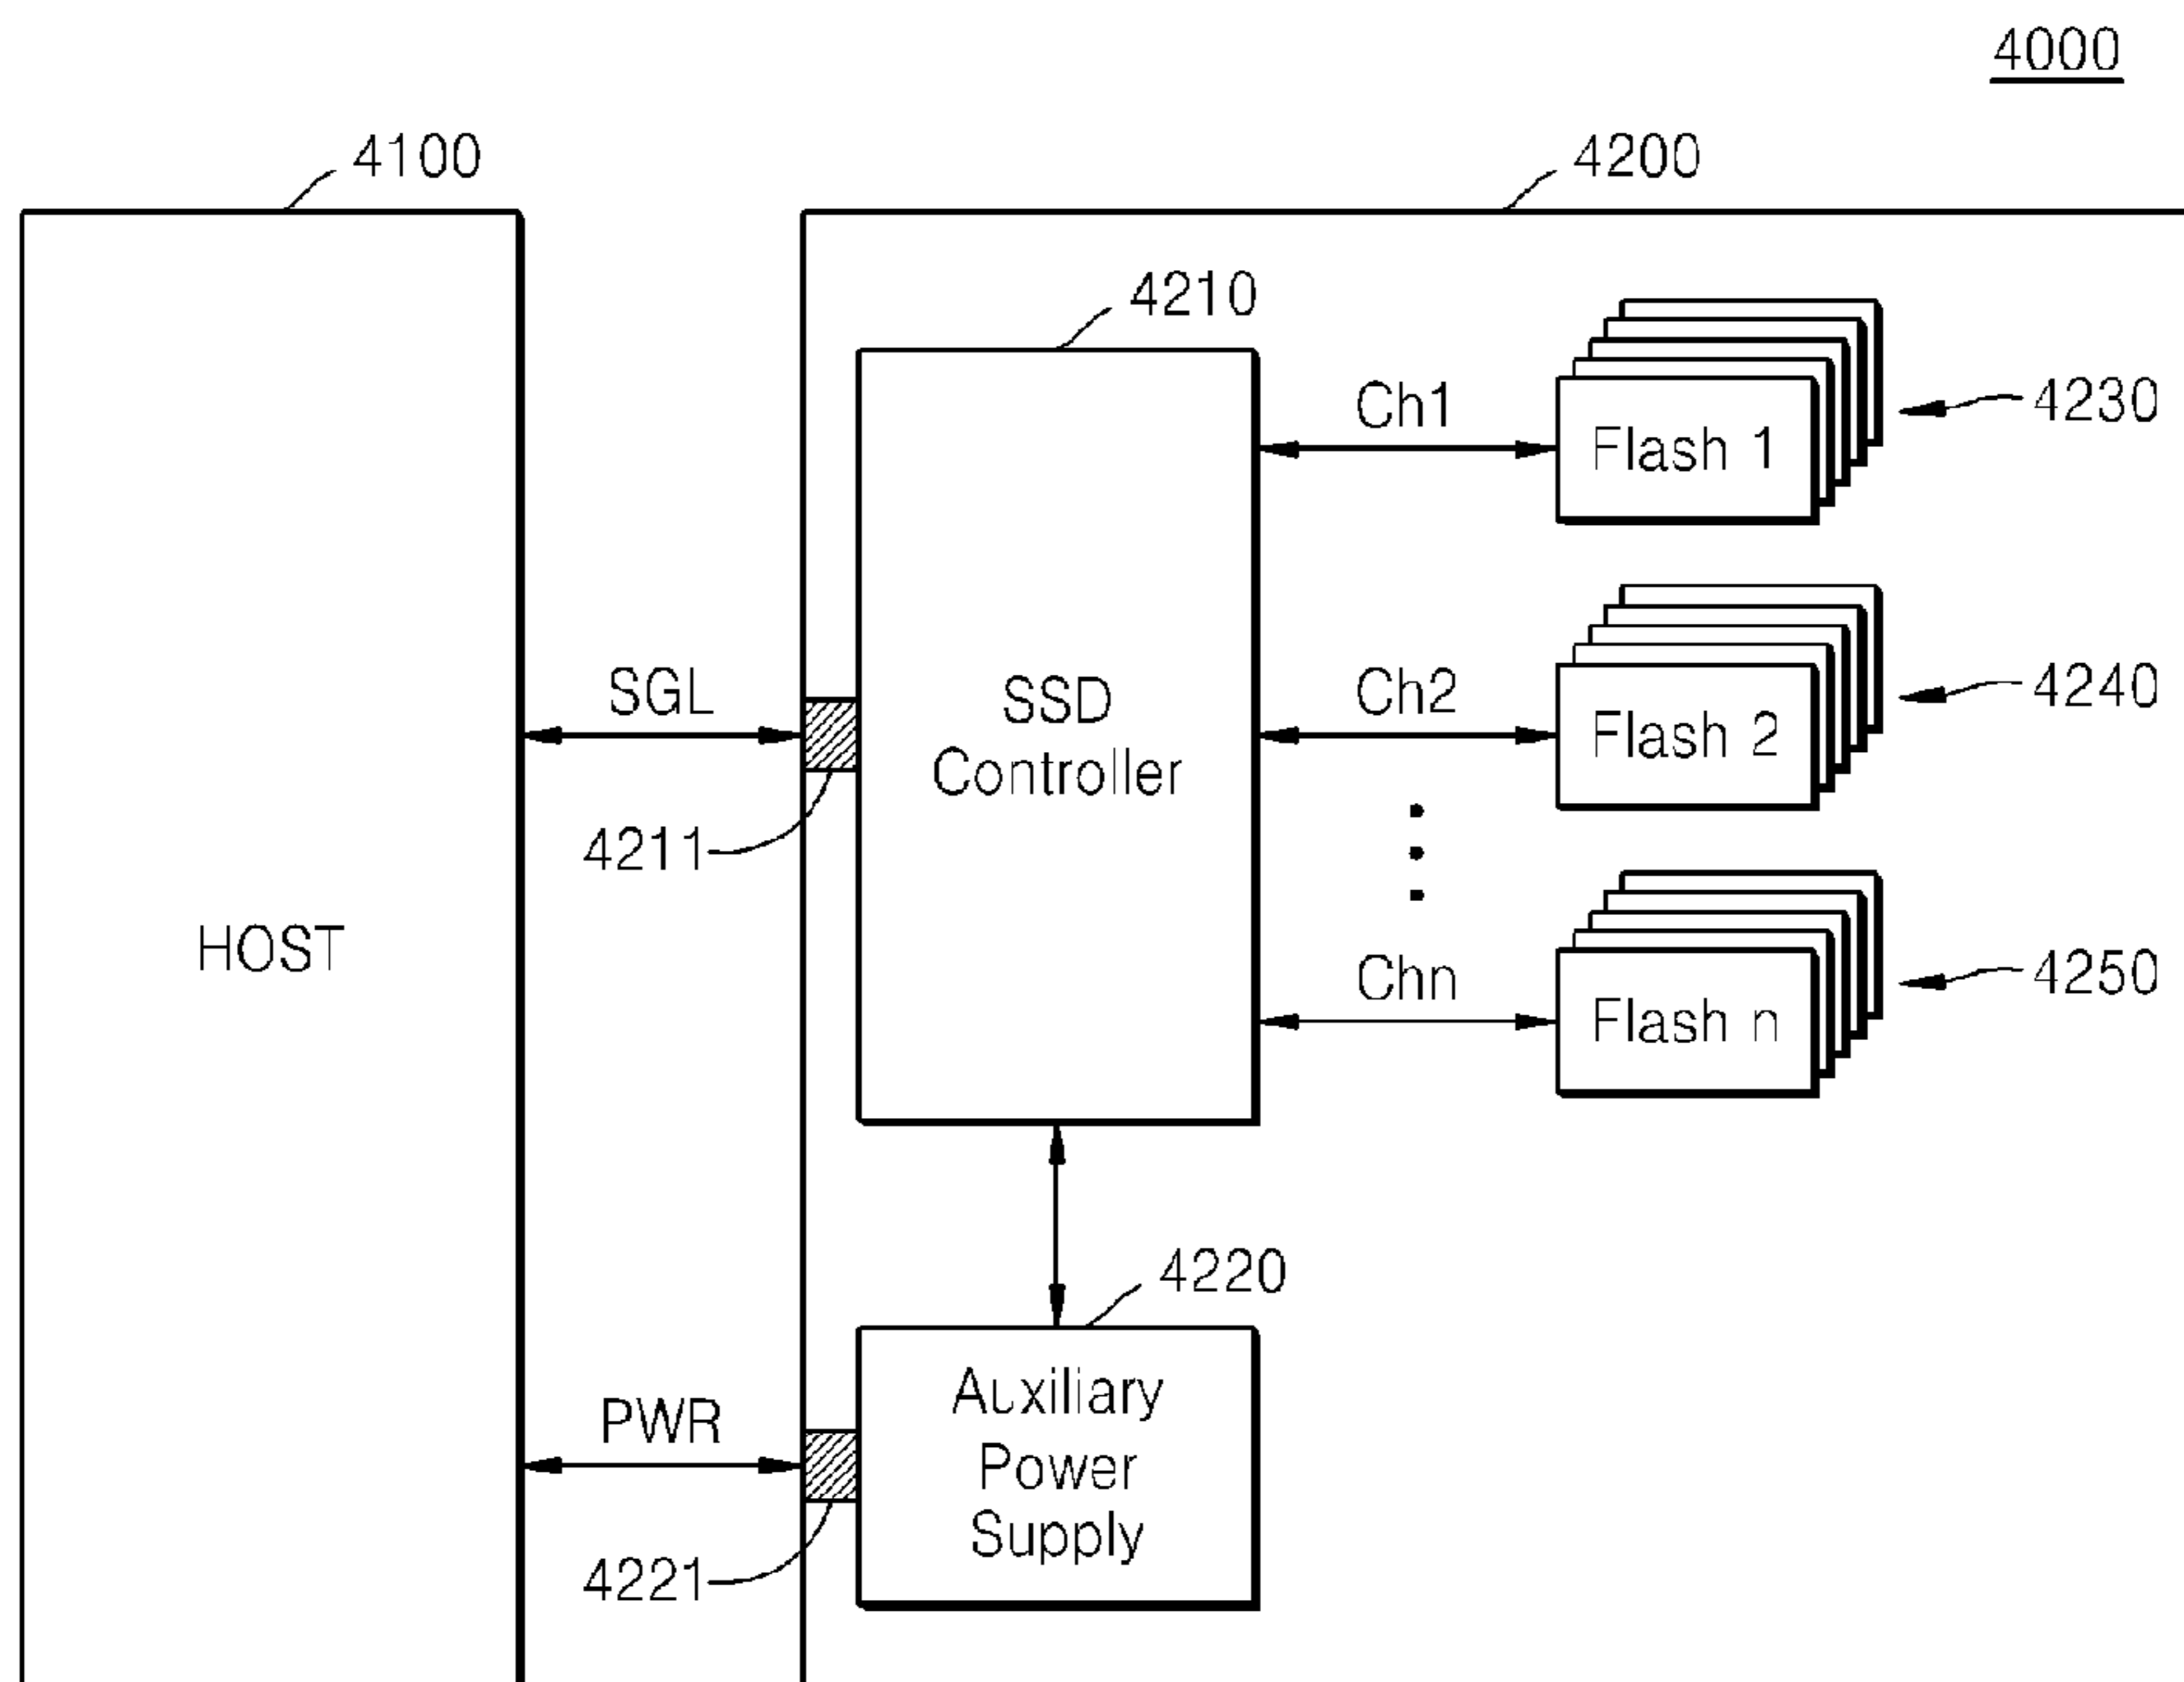 4000
4100
4200
4210
Ch1
Flash 1
4230
SGL
SSD
Controller
Ch2
Flash 2
4240
4211
HOST
Chn
Flash n
4250
4220
PWR
Auxiliary
Power
Supply
4221